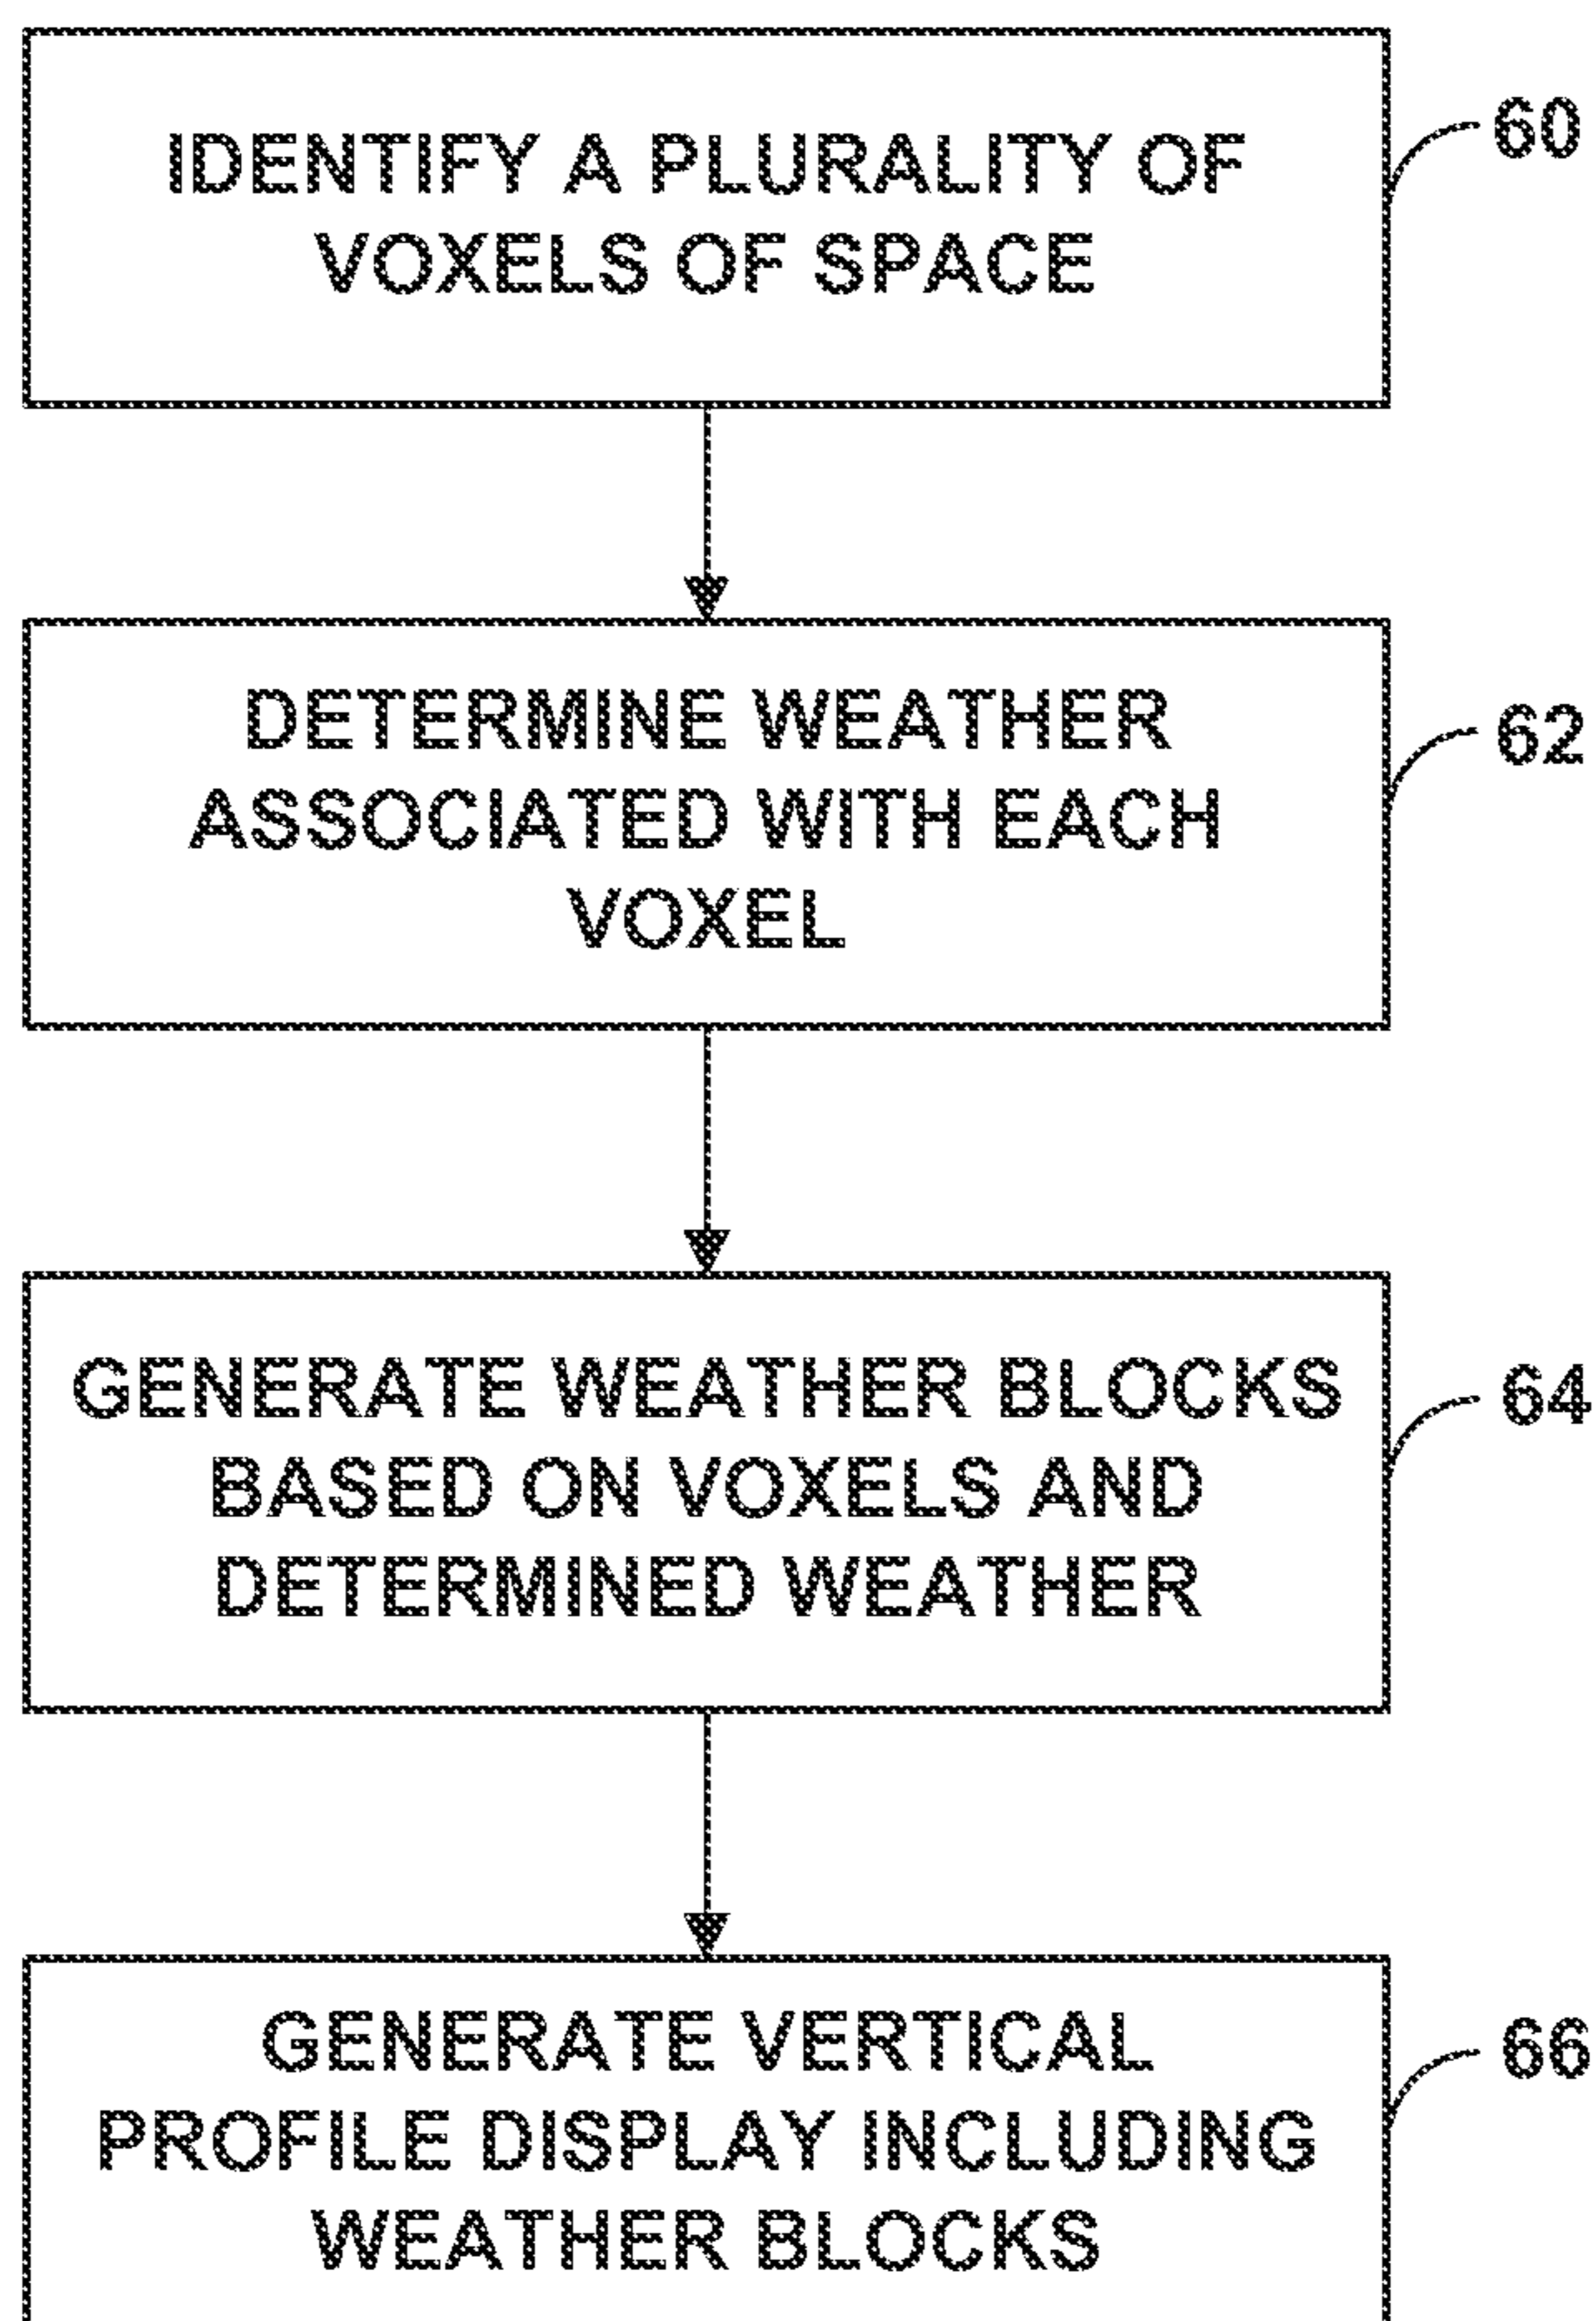 IDENTIFY A PLURALITY OF
VOXELS OF SPACE
60
DETERMINE WEATHER
ASSOCIATED WITH EACH
VOXEL
62
GENERATE WEATHER BLOCKS
BASED ON VOXELS AND
DETERMINED WEATHER
64
GENERATE VERTICAL
PROFILE DISPLAY INCLUDING
WEATHER BLOCKS
66